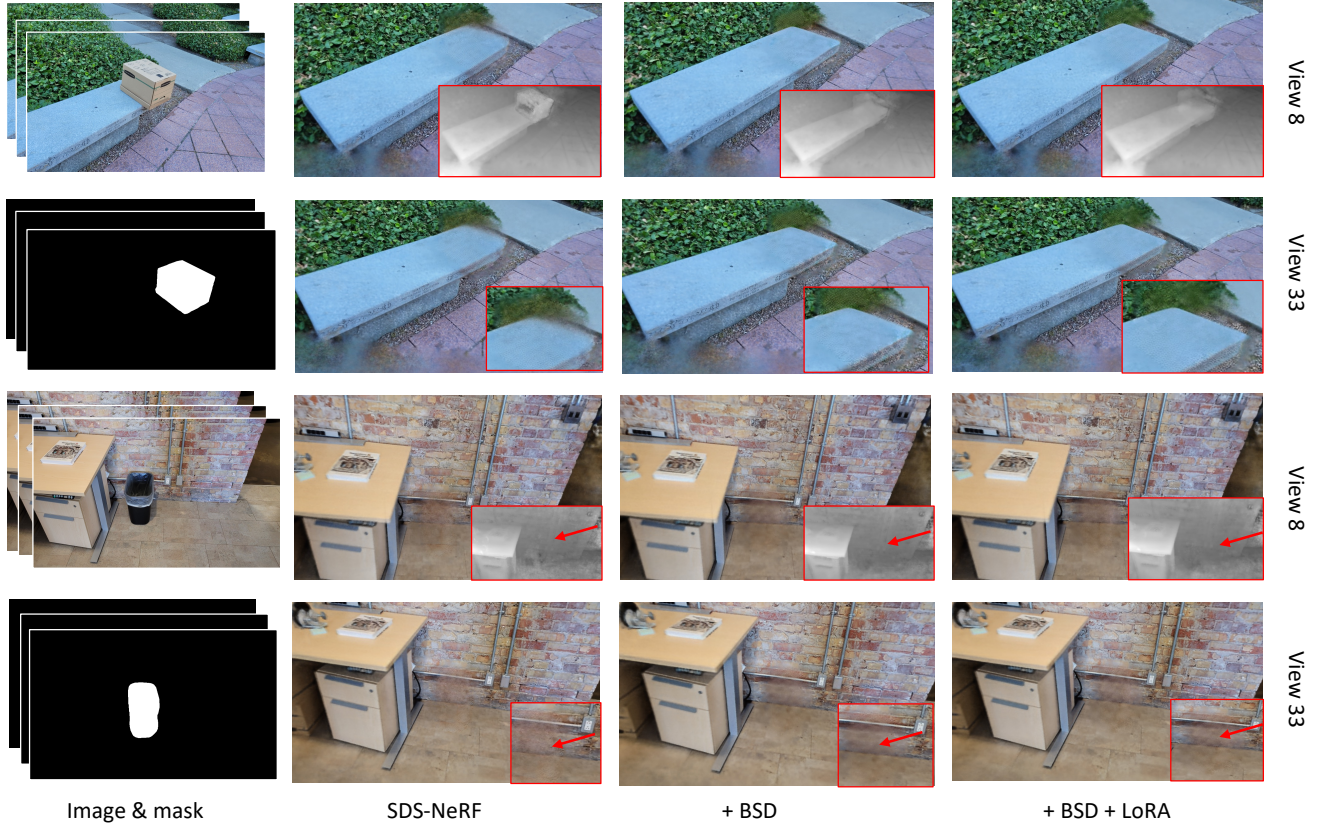 View 8
View 33
View 8
View 33
Image & mask
SDS-NeRF
+ BSD
+ BSD + LoRA